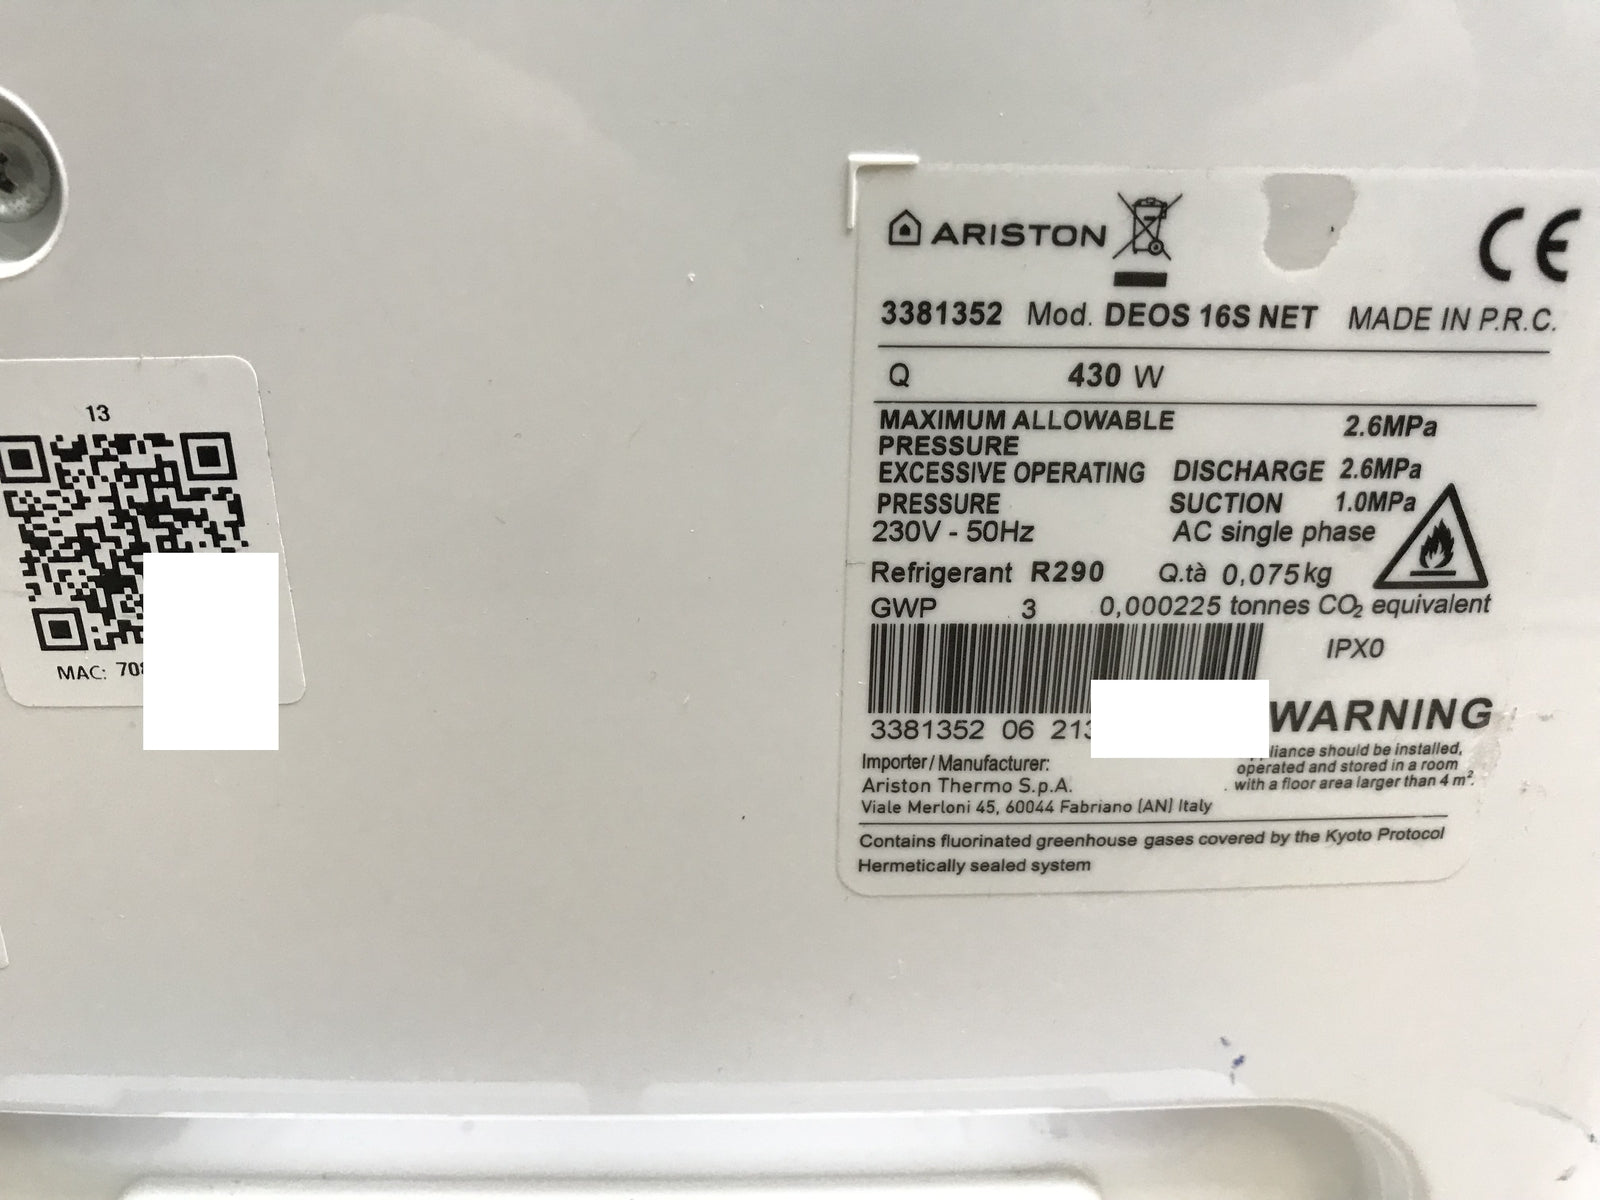 13
MAC: 708
ARISTON
CE
3381352 Mod. DEOS 16S NET MADE IN P.R.C.
Q 430 W
MAXIMUM ALLOWABLE
PRESSURE 2.6MPa
EXCESSIVE OPERATING DISCHARGE 2.6MPa
PRESSURE SUCTION 1.0MPa
230V - 50Hz AC single phase
Refrigerant R290 Q.tà 0,075kg
GWP 3 0,000225 tonnes CO₂ equivalent
IPX0
3381352 06 213
WARNING
operated and stored in a room
with a floor area larger than 4 m².
should be installed,
Importer/Manufacturer:
Ariston Thermo S.p.A.
Viale Merloni 45, 60044 Fabriano (AN) Italy
Contains fluorinated greenhouse gases covered by the Kyoto Protocol
Hermetically sealed system